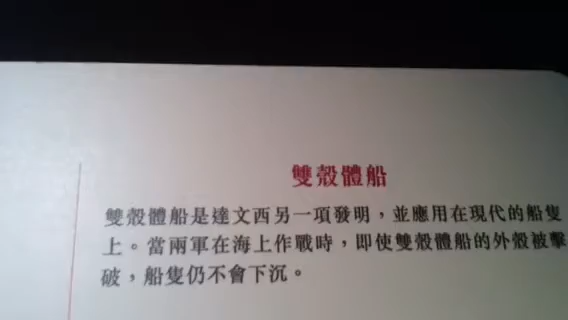 雙殼體船
雙殼體船是達文西另一項發明，並應用在現代的船隻
上。當兩軍在海上作戰時，即使雙殼體船的外殼被擊
破，船隻仍不會下沉。